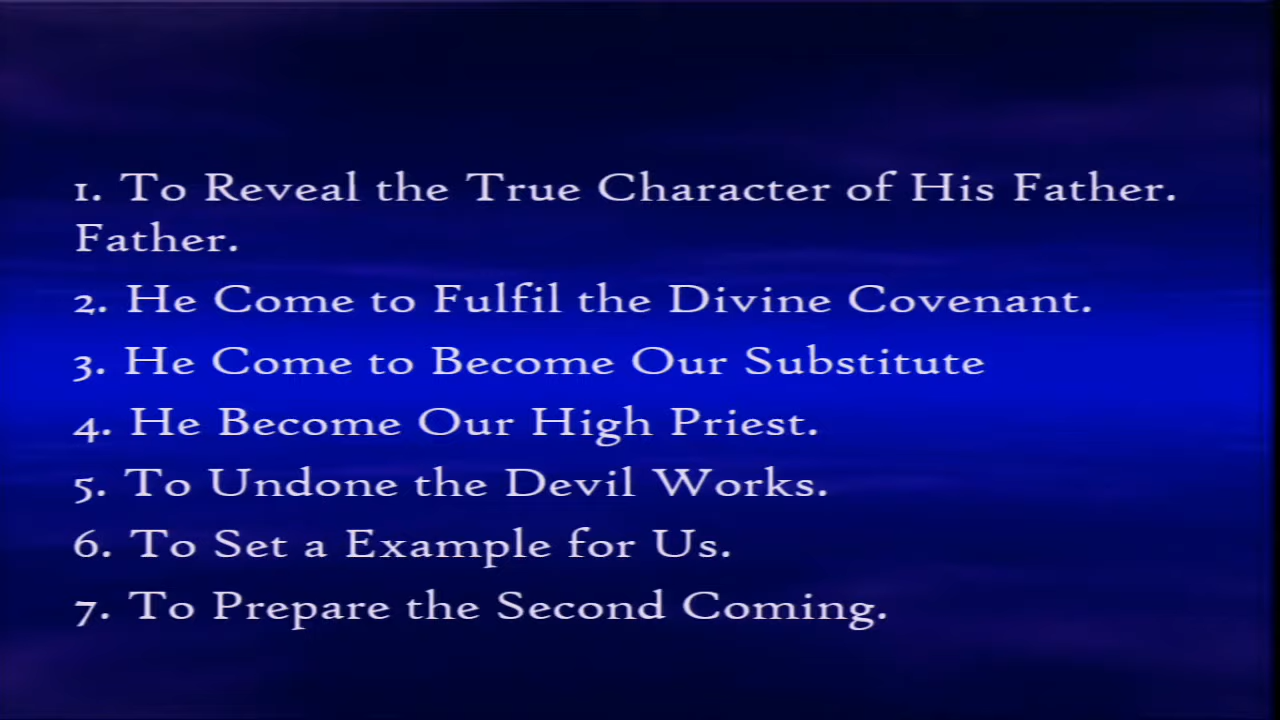 1. To Reveal the True Character of His Father.
Father.
2. He Come to Fulfil the Divine Covenant.
3. He Come to Become Our Substitute
4. He Become Our High Priest.
5. To Undone the Devil Works.
6. To Set a Example for Us.
7. To Prepare the Second Coming.